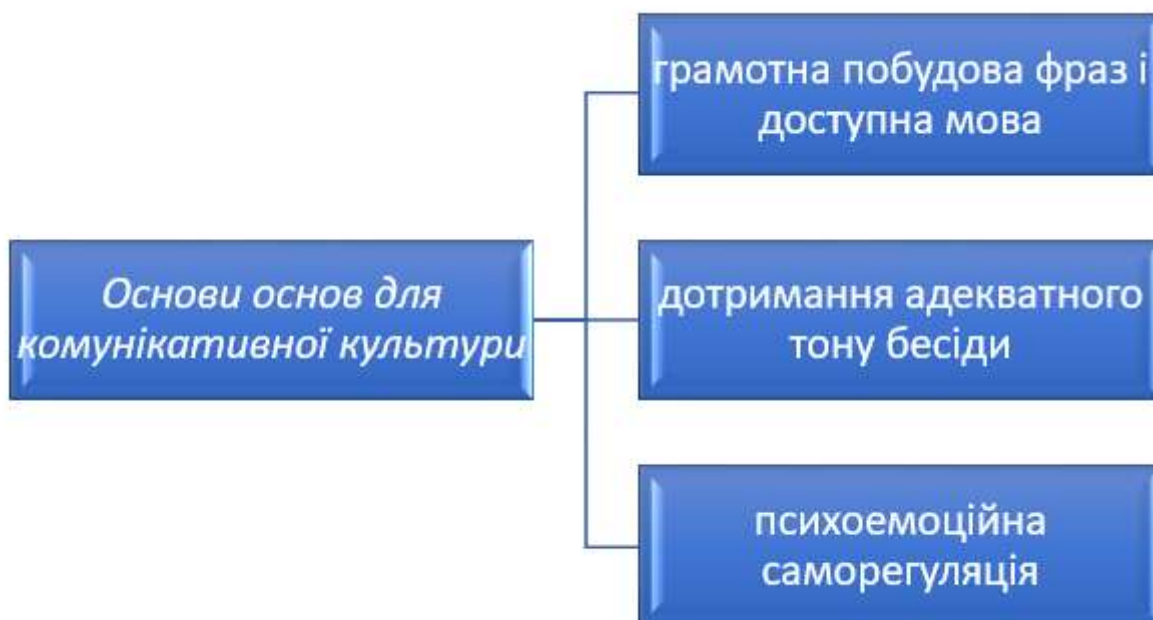 грамотна побудова фраз і
доступна мова
Основи основ для
комунікативної культури
дотримання адекватного
тону бесіди
психоемоційна
саморегуляція